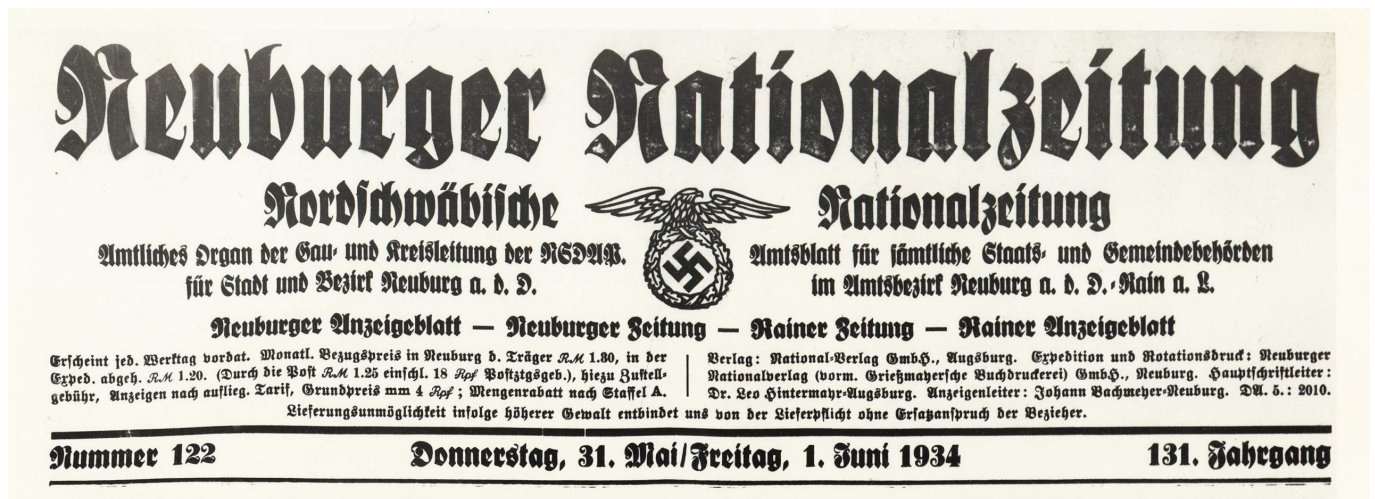 Neuburger Nationalzeitung
Nordschwäbische Nationalzeitung
Amtliches Organ der Gau- und Kreisleitung der NSDAP.
für Stadt und Bezirk Neuburg a. d. D.
Amtsblatt für sämtliche Staats- und Gemeindebehörden
im Amtsbezirk Neuburg a. d. D.-Rain a. L.
Neuburger Anzeigeblatt — Neuburger Zeitung — Rainer Zeitung — Rainer Anzeigeblatt
Erscheint jed. Werktag vordat. Monatl. Bezugspreis in Neuburg d. Träger RM 1.30, in der
Exped. abgeh. RM 1.20. (Durch die Post RM 1.25 einschl. 18 Rpf Postztgsgeb.), hiezu Zustell-
gebühr, Anzeigen nach auflieg. Tarif, Grundpreis mm 4 Rpf; Mengenrabatt nach Staffel A.
Verlag: National-Verlag GmbH., Augsburg. Expedition und Rotationsdruck: Neuburger
Nationalverlag (vorm. Grießmayersche Buchdruckerei) GmbH., Neuburg. Hauptschriftleiter:
Dr. Leo Hintermayr-Augsburg. Anzeigenleiter: Johann Bachmeyer-Neuburg. DA. 5.: 2010.
Lieferungsunmöglichkeit infolge höherer Gewalt entbindet uns von der Lieferpflicht ohne Ersatzanspruch der Bezieher.
Nummer 122 Donnerstag, 31. Mai/Freitag, 1. Juni 1934 131. Jahrgang